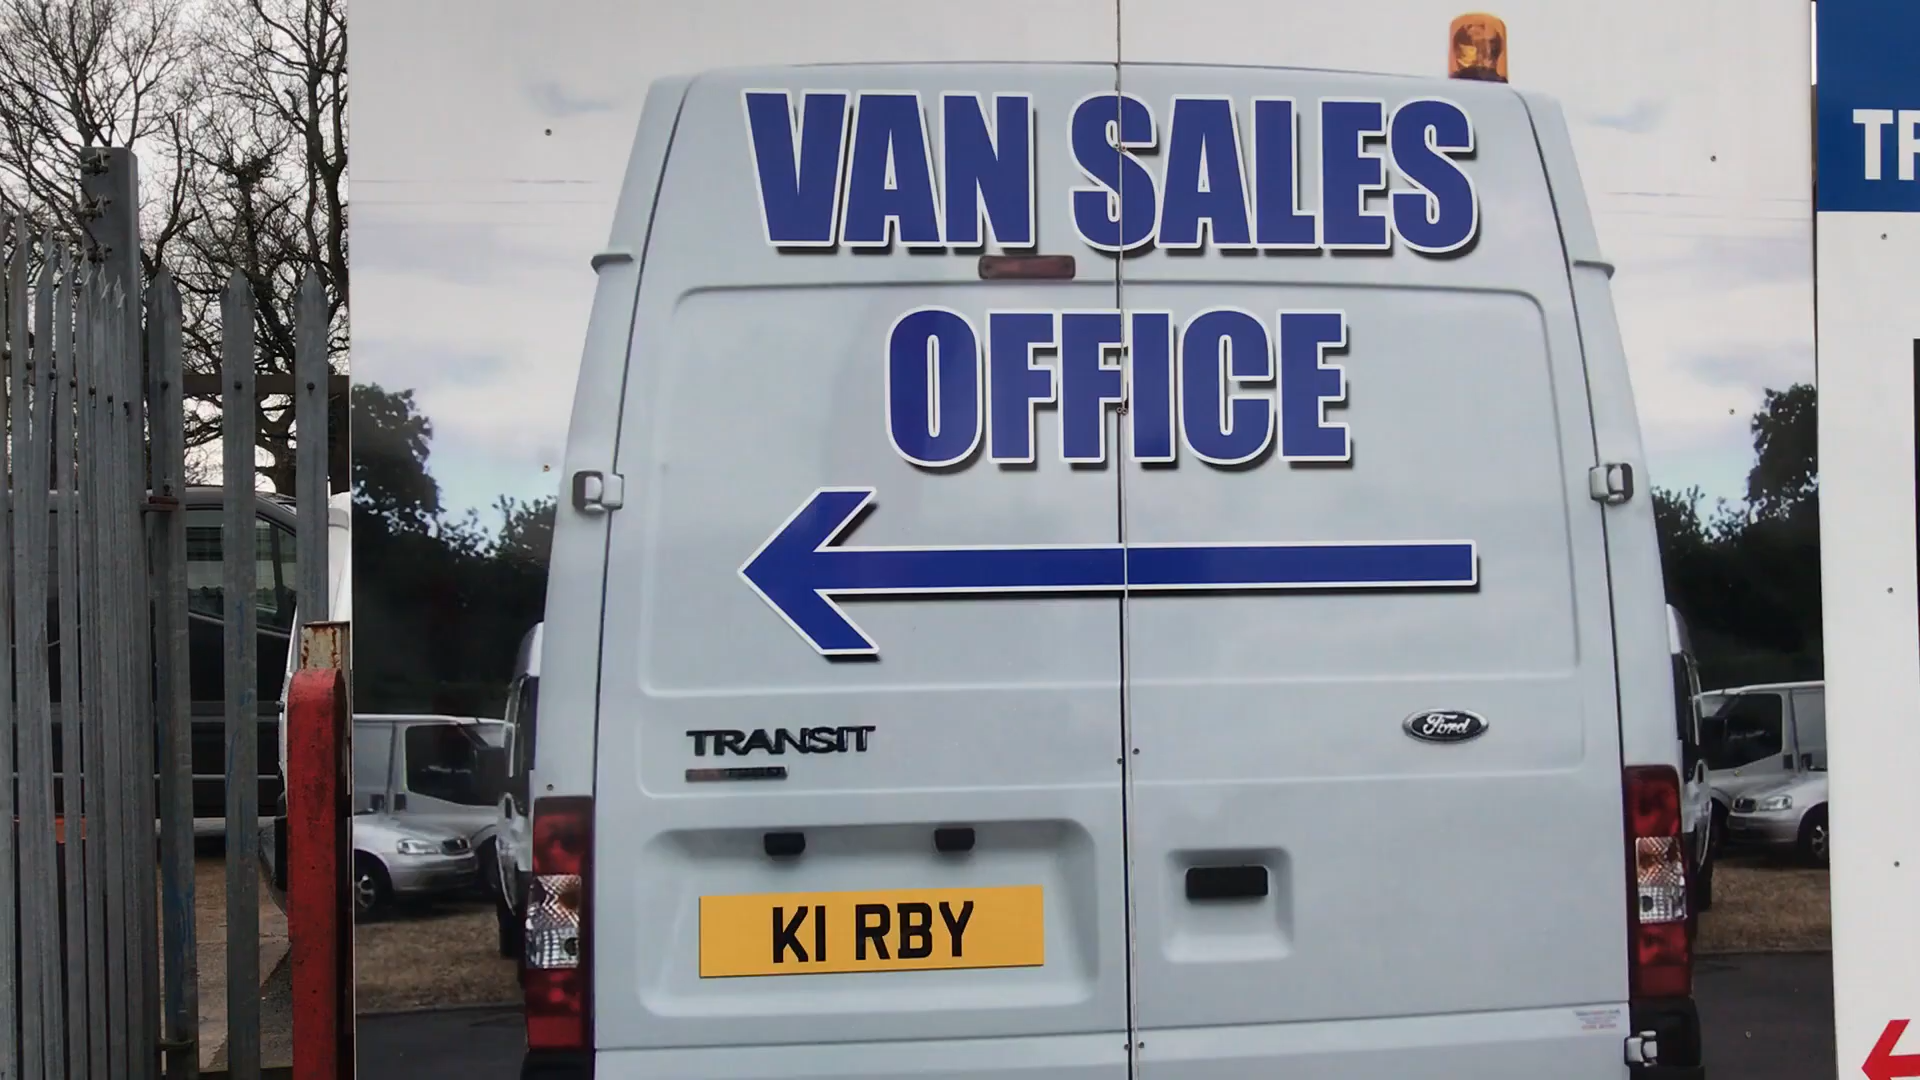 VAN SALES
OFFICE
TRANSIT
Ford
K1 RBY